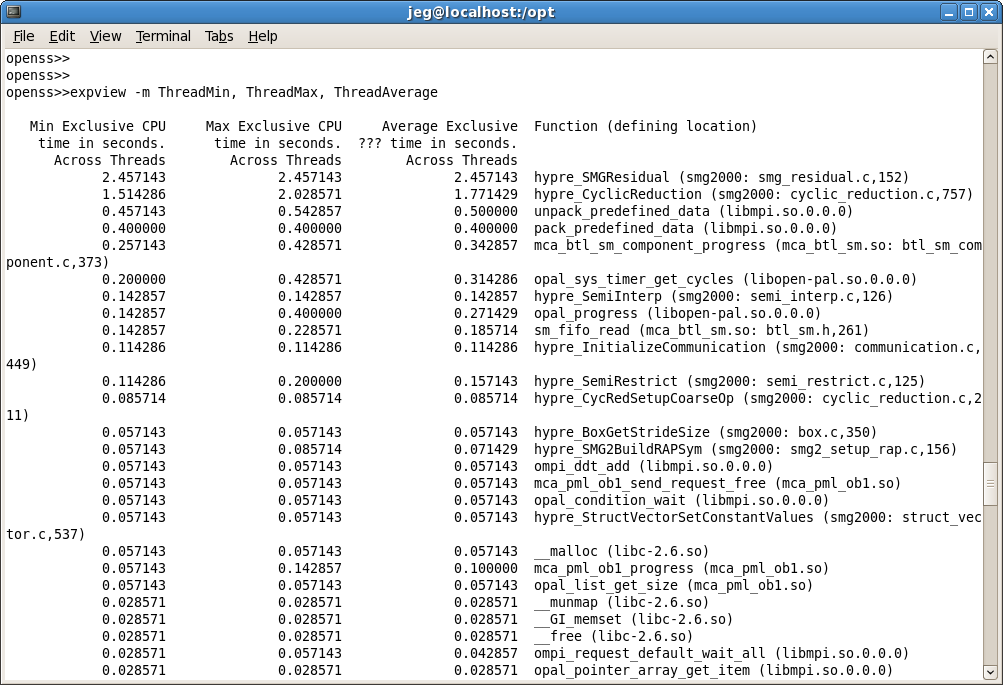 jeg@localhost:/opt
File Edit View Terminal Tabs Help
openss>>
openss>>
openss>>expview -m ThreadMin, ThreadMax, ThreadAverage
Min Exclusive CPU Max Exclusive CPU Average Exclusive Function (defining location)
time in seconds. time in seconds. ??? time in seconds.
Across Threads Across Threads Across Threads
2.457143 2.457143 2.457143 hypre_SMGResidual (smg2000: smg_residual.c,152)
1.514286 2.028571 1.771429 hypre_CyclicReduction (smg2000: cyclic_reduction.c,757)
0.457143 0.542857 0.500000 unpack_predefined_data (libmpi.so.0.0.0)
0.400000 0.400000 0.400000 pack_predefined_data (libmpi.so.0.0.0)
0.257143 0.428571 0.342857 mca_btl_sm_component_progress (mca_btl_sm.so: btl_sm_com
ponent.c,373)
0.200000 0.428571 0.314286 opal_sys_timer_get_cycles (libopen-pal.so.0.0.0)
0.142857 0.142857 0.142857 hypre_SemiInterp (smg2000: semi_interp.c,126)
0.142857 0.400000 0.271429 opal_progress (libopen-pal.so.0.0.0)
0.142857 0.228571 0.185714 sm_fifo_read (mca_btl_sm.so: btl_sm.h,261)
0.114286 0.114286 0.114286 hypre_InitializeCommunication (smg2000: communication.c,
449)
0.114286 0.200000 0.157143 hypre_SemiRestrict (smg2000: semi_restrict.c,125)
0.085714 0.085714 0.085714 hypre_CycRedSetupCoarseOp (smg2000: cyclic_reduction.c,2
11)
0.057143 0.057143 0.057143 hypre_BoxGetStrideSize (smg2000: box.c,350)
0.057143 0.085714 0.071429 hypre_SMG2BuildRAPSym (smg2000: smg2_setup_rap.c,156)
0.057143 0.057143 0.057143 ompi_ddt_add (libmpi.so.0.0.0)
0.057143 0.057143 0.057143 mca_pml_ob1_send_request_free (mca_pml_ob1.so)
0.057143 0.057143 0.057143 opal_condition_wait (libmpi.so.0.0.0)
0.057143 0.057143 0.057143 hypre_StructVectorSetConstantValues (smg2000: struct_vec
tor.c,537)
0.057143 0.057143 0.057143 __malloc (libc-2.6.so)
0.057143 0.142857 0.100000 mca_pml_ob1_progress (mca_pml_ob1.so)
0.057143 0.057143 0.057143 opal_list_get_size (mca_pml_ob1.so)
0.028571 0.028571 0.028571 __munmap (libc-2.6.so)
0.028571 0.028571 0.028571 __GI_memset (libc-2.6.so)
0.028571 0.028571 0.028571 __free (libc-2.6.so)
0.028571 0.057143 0.042857 ompi_request_default_wait_all (libmpi.so.0.0.0)
0.028571 0.028571 0.028571 opal_pointer_array_get_item (libmpi.so.0.0.0)